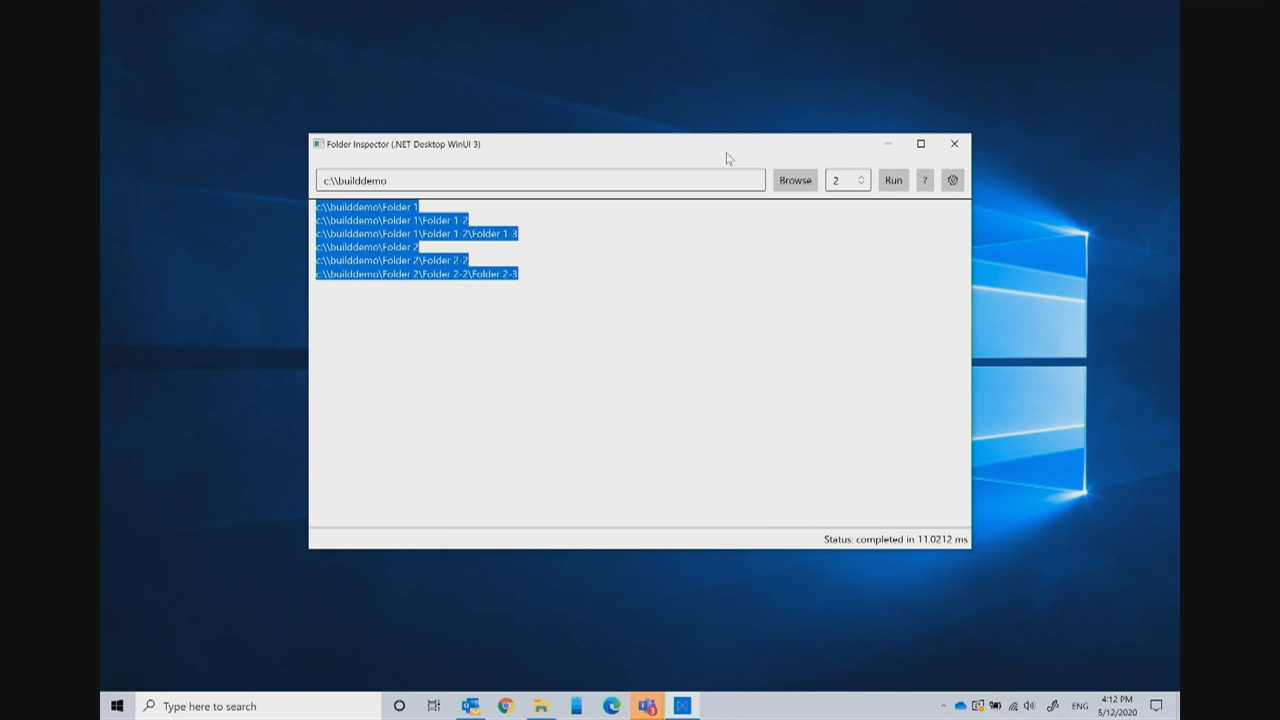 Folder Inspector (.NET Desktop WinUI 3)
c:\\builddemo
Browse
2
Run
?
c:\\builddemo\Folder 1
c:\\builddemo\Folder 1\Folder 1-2
c:\\builddemo\Folder 1\Folder 1-2\Folder 1-3
c:\\builddemo\Folder 2
c:\\builddemo\Folder 2\Folder 2-2
c:\\builddemo\Folder 2\Folder 2-2\Folder 2-3
Status: completed in 11.0212 ms
Type here to search
ENG
4:12 PM
5/12/2020